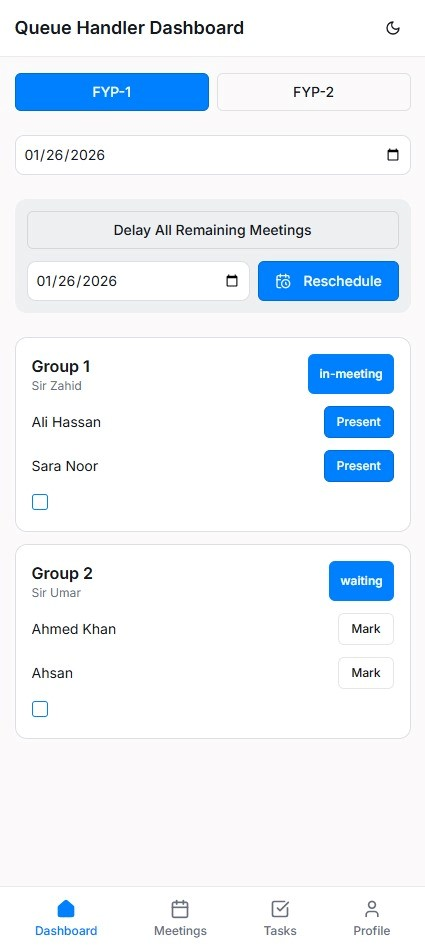 Queue Handler Dashboard
FYP-1
FYP-2
01/26/2026
Delay All Remaining Meetings
01/26/2026
Reschedule
Group 1
in-meeting
Sir Zahid
Ali Hassan
Present
Sara Noor
Present
Group 2
waiting
Sir Umar
Ahmed Khan
Mark
Ahsan
Mark
Dashboard
Meetings
Tasks
Profile